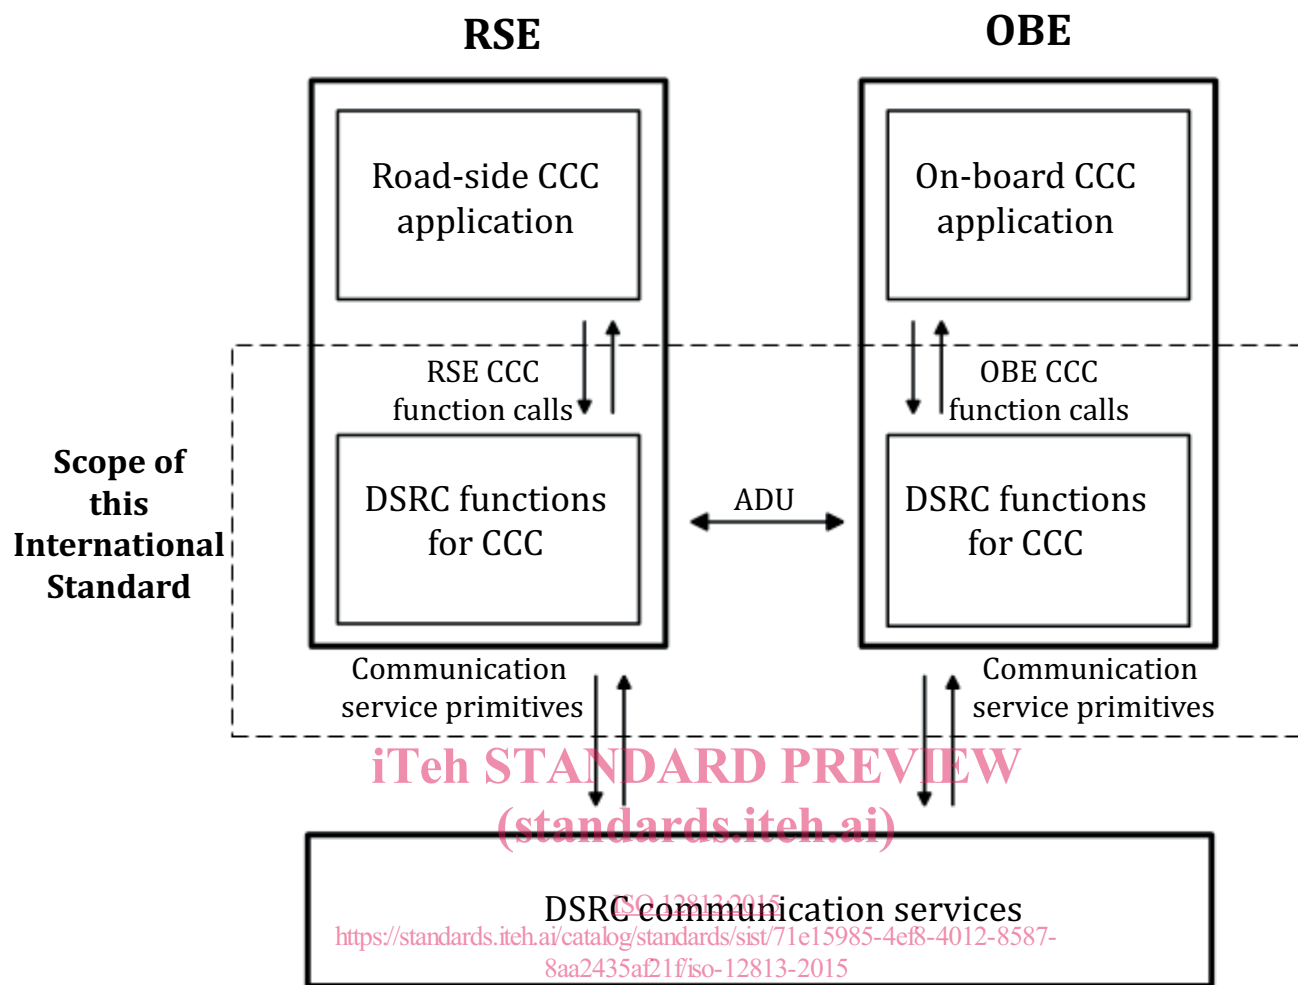 RSE
OBE
Road-side CCC
application
On-board CCC
application
RSE CCC
function calls
OBE CCC
function calls
Scope of
this
International
Standard
DSRC functions
for CCC
ADU
DSRC functions
for CCC
Communication
service primitives
Communication
service primitives
iTeh STANDARD PREVIEW
(standards.iteh.ai)
ISO 12813:2015
DSRC communication services
https://standards.iteh.ai/catalog/standards/sist/71e15985-4ef8-4012-8587-
8aa2435af21f/iso-12813-2015